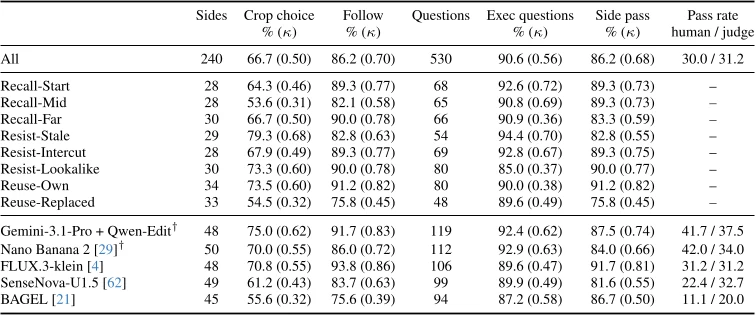 Sides Crop choice Follow Questions Exec questions Side pass Pass rate
% (κ) % (κ) % (κ) % (κ) human / judge
All 240 66.7 (0.50) 86.2 (0.70) 530 90.6 (0.56) 86.2 (0.68) 30.0 / 31.2
Recall-Start 28 64.3 (0.46) 89.3 (0.77) 68 92.6 (0.72) 89.3 (0.73) –
Recall-Mid 28 53.6 (0.31) 82.1 (0.58) 65 90.8 (0.69) 89.3 (0.73) –
Recall-Far 30 66.7 (0.50) 90.0 (0.78) 66 90.9 (0.36) 83.3 (0.59) –
Resist-Stale 29 79.3 (0.68) 82.8 (0.63) 54 94.4 (0.70) 82.8 (0.55) –
Resist-Intercut 28 67.9 (0.49) 89.3 (0.77) 69 92.8 (0.67) 89.3 (0.75) –
Resist-Lookalike 30 73.3 (0.60) 90.0 (0.78) 80 85.0 (0.37) 90.0 (0.77) –
Reuse-Own 34 73.5 (0.60) 91.2 (0.82) 80 90.0 (0.38) 91.2 (0.82) –
Reuse-Replaced 33 54.5 (0.32) 75.8 (0.45) 48 89.6 (0.49) 75.8 (0.45) –
Gemini-3.1-Pro + Qwen-Edit† 48 75.0 (0.62) 91.7 (0.83) 119 92.4 (0.62) 87.5 (0.74) 41.7 / 37.5
Nano Banana 2 [29]† 50 70.0 (0.55) 86.0 (0.72) 112 92.9 (0.63) 84.0 (0.66) 42.0 / 34.0
FLUX.3-klein [4] 48 70.8 (0.55) 93.8 (0.86) 106 89.6 (0.47) 91.7 (0.81) 31.2 / 31.2
SenseNova-U1.5 [62] 49 61.2 (0.43) 83.7 (0.63) 99 89.9 (0.49) 81.6 (0.55) 22.4 / 32.7
BAGEL [21] 45 55.6 (0.32) 75.6 (0.39) 94 87.2 (0.58) 86.7 (0.50) 11.1 / 20.0